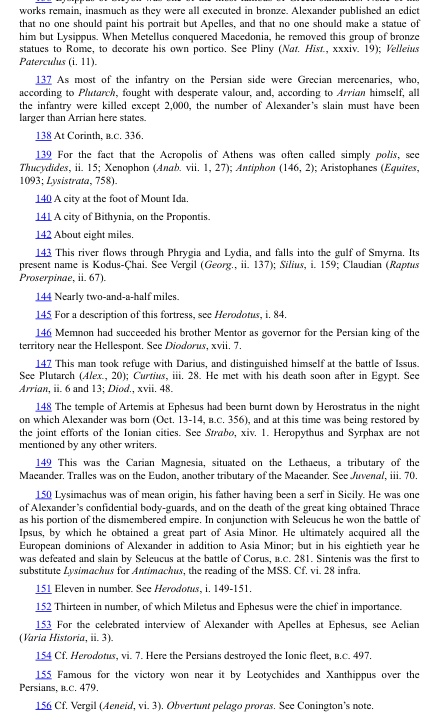 works remain, inasmuch as they were all executed in bronze. Alexander published an edict
that no one should paint his portrait but Apelles, and that no one should make a statue of
him but Lysippus. When Metellus conquered Macedonia, he removed this group of bronze
statues to Rome, to decorate his own portico. See Pliny (Nat. Hist., xxxiv. 19); Velleius
Paterculus (i. 11).
137 As most of the infantry on the Persian side were Grecian mercenaries, who,
according to Plutarch, fought with desperate valour, and, according to Arrian himself, all
the infantry were killed except 2,000, the number of Alexander's slain must have been
larger than Arrian here states.
138 At Corinth, B.C. 336.
139 For the fact that the Acropolis of Athens was often called simply polis, see
Thucydides, ii. 15; Xenophon (Anab. vii. 1, 27); Antiphon (146, 2); Aristophanes (Equites,
1093; Lysistrata, 758).
140 A city at the foot of Mount Ida.
141 A city of Bithynia, on the Propontis.
142 About eight miles.
143 This river flows through Phrygia and Lydia, and falls into the gulf of Smyrna. Its
present name is Kodus-Çhai. See Vergil (Georg., ii. 137); Silius, i. 159; Claudian (Raptus
Proserpinae, ii. 67).
144 Nearly two-and-a-half miles.
145 For a description of this fortress, see Herodotus, i. 84.
146 Memnon had succeeded his brother Mentor as governor for the Persian king of the
territory near the Hellespont. See Diodorus, xvii. 7.
147 This man took refuge with Darius, and distinguished himself at the battle of Issus.
See Plutarch (Alex., 20); Curtius, iii. 28. He met with his death soon after in Egypt. See
Arrian, ii. 6 and 13; Diod., xvii. 48.
148 The temple of Artemis at Ephesus had been burnt down by Herostratus in the night
on which Alexander was born (Oct. 13-14, B.C. 356), and at this time was being restored by
the joint efforts of the Ionian cities. See Strabo, xiv. 1. Heropythus and Syrphax are not
mentioned by any other writers.
149 This was the Carian Magnesia, situated on the Lethaeus, a tributary of the
Maeander. Tralles was on the Eudon, another tributary of the Maeander. See Juvenal, iii. 70.
150 Lysimachus was of mean origin, his father having been a serf in Sicily. He was one
of Alexander's confidential body-guards, and on the death of the great king obtained Thrace
as his portion of the dismembered empire. In conjunction with Seleucus he won the battle of
Ipsus, by which he obtained a great part of Asia Minor. He ultimately acquired all the
European dominions of Alexander in addition to Asia Minor; but in his eightieth year he
was defeated and slain by Seleucus at the battle of Corus, B.C. 281. Sintenis was the first to
substitute Lysimachus for Antimachus, the reading of the MSS. Cf. vi. 28 infra.
151 Eleven in number. See Herodotus, i. 149-151.
152 Thirteen in number, of which Miletus and Ephesus were the chief in importance.
153 For the celebrated interview of Alexander with Apelles at Ephesus, see Aelian
(Varia Historia, ii. 3).
154 Cf. Herodotus, vi. 7. Here the Persians destroyed the Ionic fleet, B.C. 497.
155 Famous for the victory won near it by Leotychides and Xanthippus over the
Persians, B.C. 479.
156 Cf. Vergil (Aeneid, vi. 3). Obvertunt pelago proras. See Conington's note.